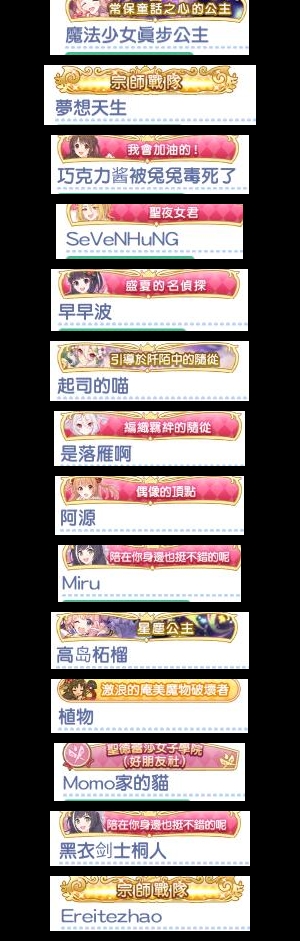 常保童話之心的公主
魔法少女真步公主
宗師戰隊
夢想天生
我會加油的！
巧克力酱被兔兔毒死了
聖夜女君
SeVeNHuNG
盛夏的名偵探
早早波
引導於阡陌中的隨從
起司的喵
編織羈絆的隨從
是落雁啊
偶像的頂點
阿源
陪在你身邊也挺不錯的呢
Miru
星塵公主
高岛柘榴
激浪的庵美魔物破壞者
植物
聖德蕾沙女子學院
（好朋友社）
Momo家的貓
陪在你身邊也挺不錯的呢
黑衣剑士桐人
宗師戰隊
Ereitezhao